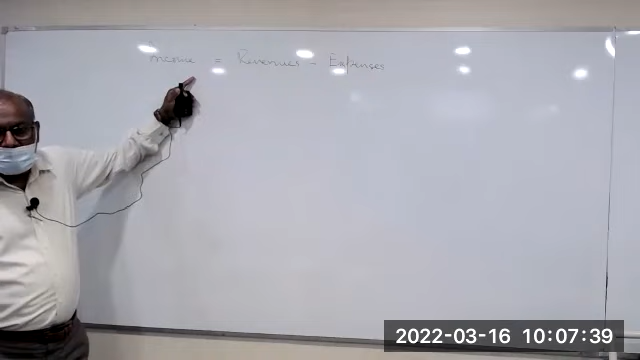 Income = Revenues - Expenses
2022-03-16 10:07:39